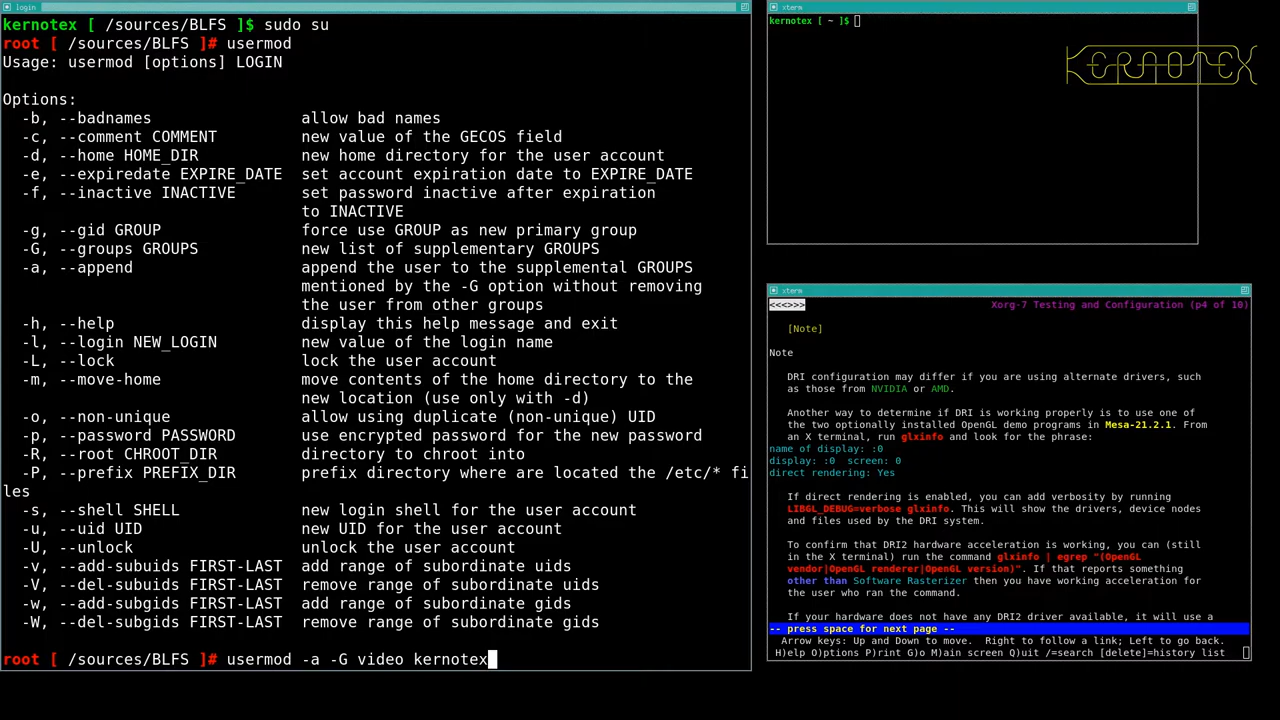 login
kernotex [ /sources/BLFS ]$ sudo su
root [ /sources/BLFS ]# usermod
Usage: usermod [options] LOGIN
Options:
-b, --badnames allow bad names
-c, --comment COMMENT new value of the GECOS field
-d, --home HOME_DIR new home directory for the user account
-e, --expiredate EXPIRE_DATE set account expiration date to EXPIRE_DATE
-f, --inactive INACTIVE set password inactive after expiration
to INACTIVE
-g, --gid GROUP force use GROUP as new primary group
-G, --groups GROUPS new list of supplementary GROUPS
-a, --append append the user to the supplemental GROUPS
mentioned by the -G option without removing
the user from other groups
-h, --help display this help message and exit
-l, --login NEW_LOGIN new value of the login name
-L, --lock lock the user account
-m, --move-home move contents of the home directory to the
new location (use only with -d)
-o, --non-unique allow using duplicate (non-unique) UID
-p, --password PASSWORD use encrypted password for the new password
-R, --root CHROOT_DIR directory to chroot into
-P, --prefix PREFIX_DIR prefix directory where are located the /etc/* fi
les
-s, --shell SHELL new login shell for the user account
-u, --uid UID new UID for the user account
-U, --unlock unlock the user account
-v, --add-subuids FIRST-LAST add range of subordinate uids
-V, --del-subuids FIRST-LAST remove range of subordinate uids
-w, --add-subgids FIRST-LAST add range of subordinate gids
-W, --del-subgids FIRST-LAST remove range of subordinate gids
root [ /sources/BLFS ]# usermod -a -G video kernotex
xterm
kernotex [ ~ ]$
KERNOTEX
xterm
<<<>>> Xorg-7 Testing and Configuration (p4 of 10)
[Note]
Note
DRI configuration may differ if you are using alternate drivers, such
as those from NVIDIA or AMD.
Another way to determine if DRI is working properly is to use one of
the two optionally installed OpenGL demo programs in Mesa-21.2.1. From
an X terminal, run glxinfo and look for the phrase:
name of display: :0
display: :0 screen: 0
direct rendering: Yes
If direct rendering is enabled, you can add verbosity by running
LIBGL_DEBUG=verbose glxinfo. This will show the drivers, device nodes
and files used by the DRI system.
To confirm that DRI2 hardware acceleration is working, you can (still
in the X terminal) run the command glxinfo | egrep "(OpenGL
vendor|OpenGL renderer|OpenGL version)". If that reports something
other than Software Rasterizer then you have working acceleration for
the user who ran the command.
If your hardware does not have any DRI2 driver available, it will use a
-- press space for next page --
Arrow keys: Up and Down to move. Right to follow a link; Left to go back.
H)elp O)ptions P)rint G)o M)ain screen Q)uit /=search [delete]=history list